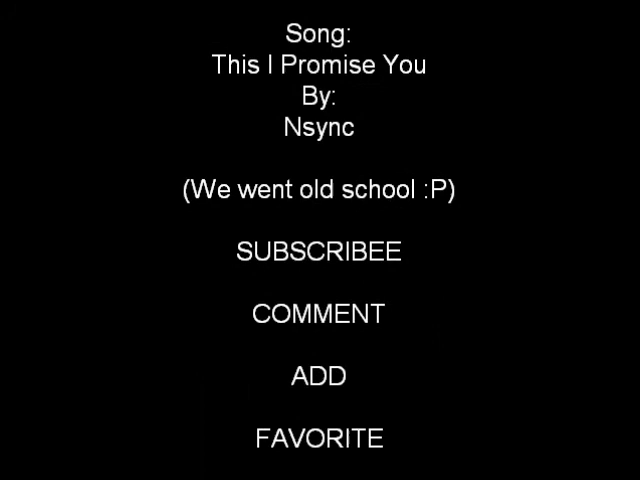 Song:
This I Promise You
By:
Nsync
(We went old school :P)
SUBSCRIBEE
COMMENT
ADD
FAVORITE